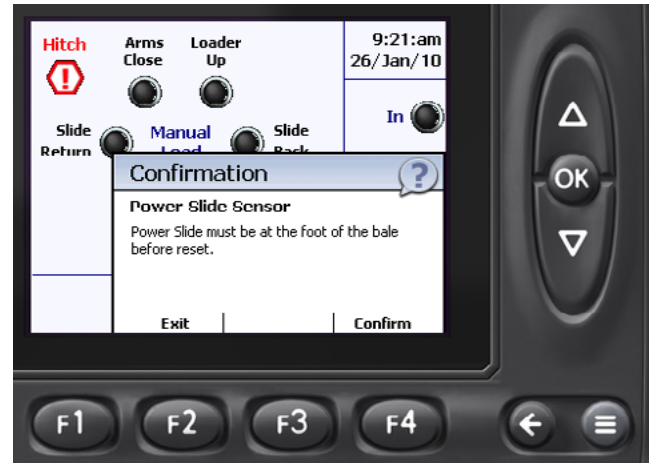 Hitch
Arms Close
Loader Up
9:21:am
26/Jan/10
In
Slide Return
Manual Load
Slide Back
Confirmation
?
Power Slide Sensor
Power Slide must be at the foot of the bale
before reset.
Exit
Confirm
F1
F2
F3
F4
OK